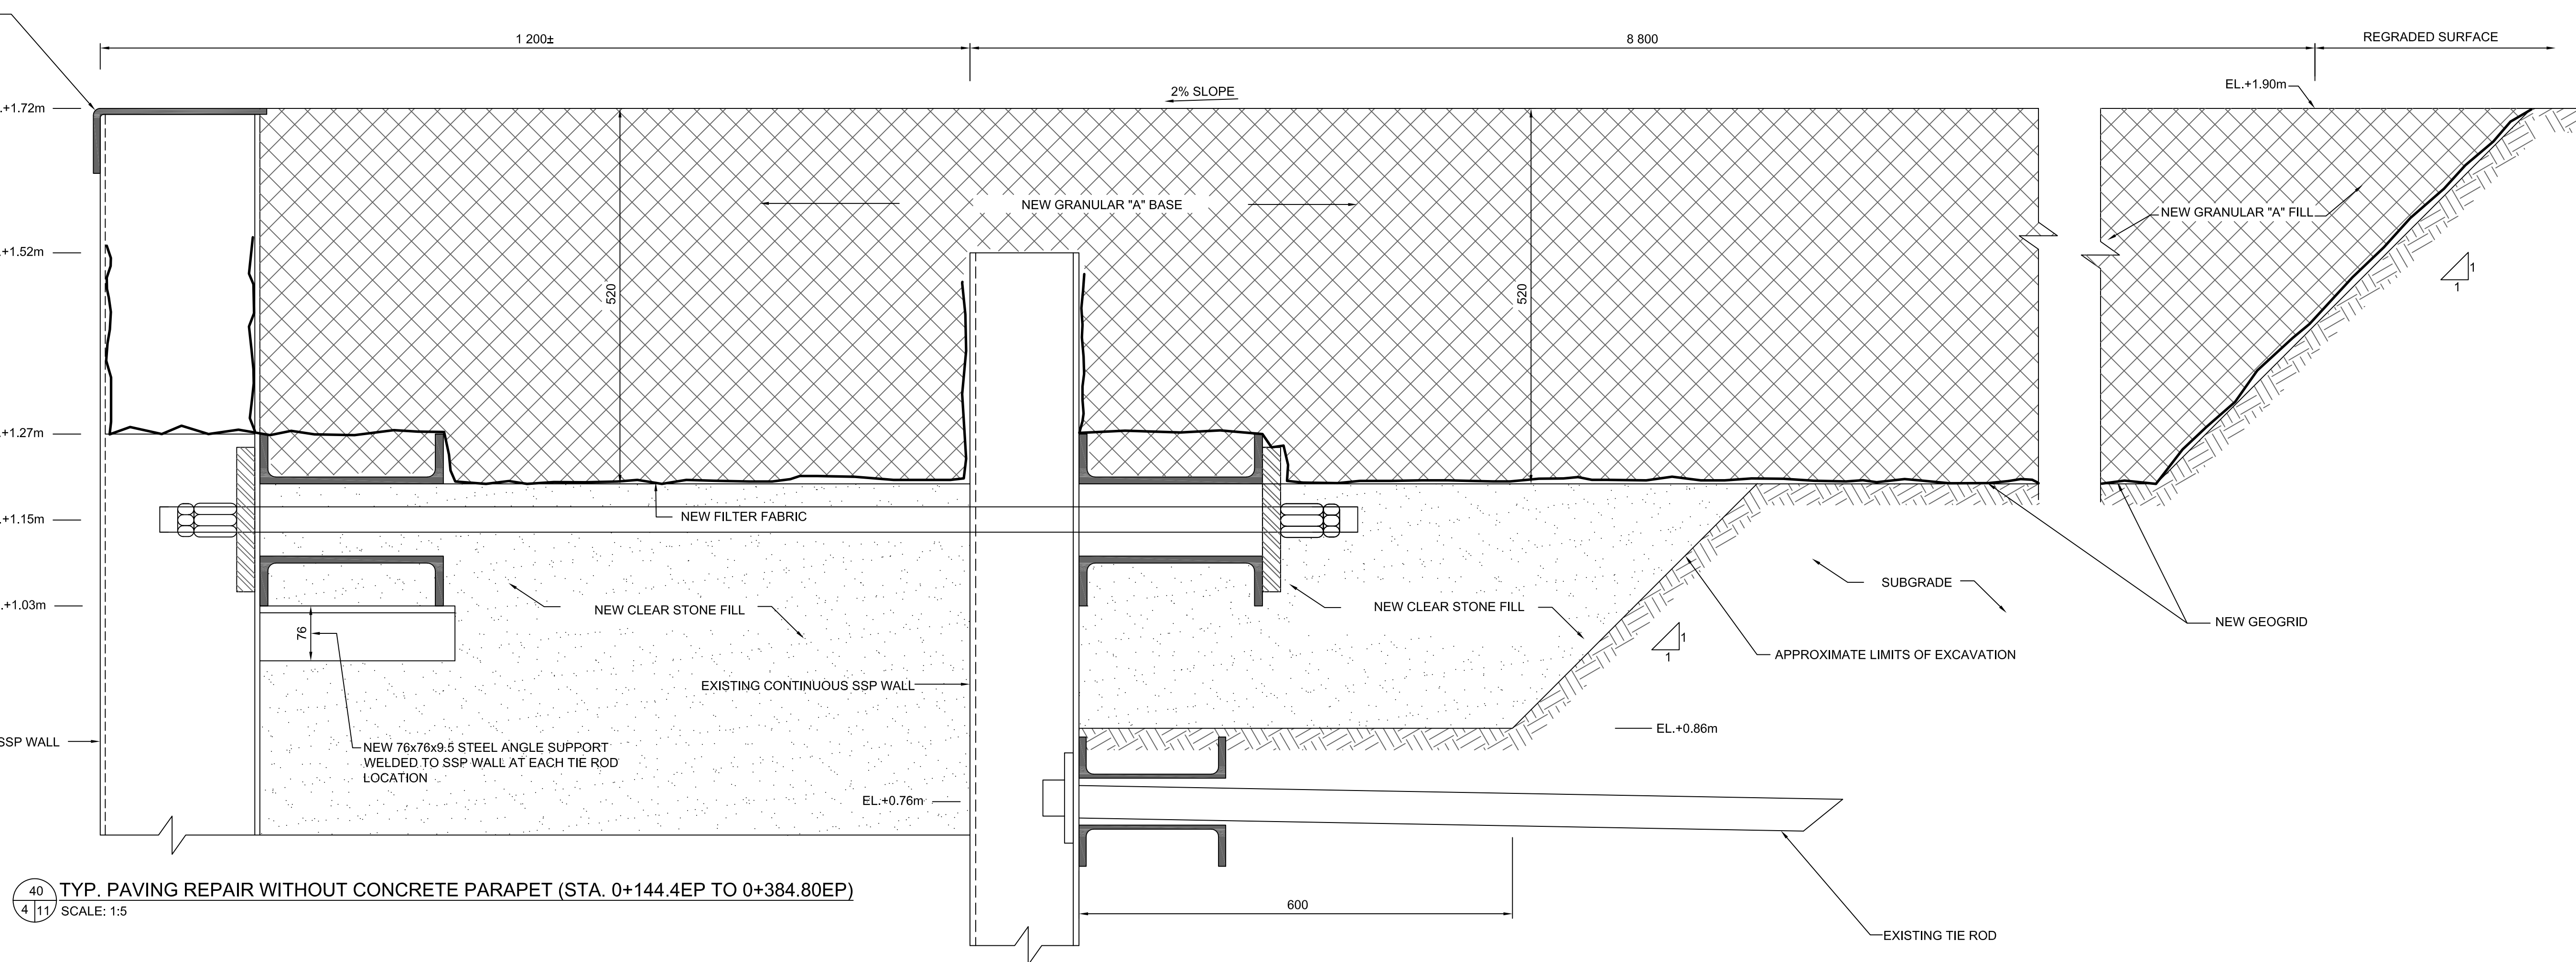 1 200±
8 800
REGRADED SURFACE
2% SLOPE
EL.+1.90m
.+1.72m
.+1.52m
.+1.27m
.+1.15m
.+1.03m
520
520
NEW GRANULAR "A" BASE
NEW GRANULAR "A" FILL
1
1
NEW FILTER FABRIC
NEW CLEAR STONE FILL
NEW CLEAR STONE FILL
SUBGRADE
NEW GEOGRID
76
1
1
APPROXIMATE LIMITS OF EXCAVATION
EXISTING CONTINUOUS SSP WALL
EL.+0.86m
SSP WALL
NEW 76x76x9.5 STEEL ANGLE SUPPORT
WELDED TO SSP WALL AT EACH TIE ROD
LOCATION
EL.+0.76m
40
4 11
TYP. PAVING REPAIR WITHOUT CONCRETE PARAPET (STA. 0+144.4EP TO 0+384.80EP)
SCALE: 1:5
600
EXISTING TIE ROD